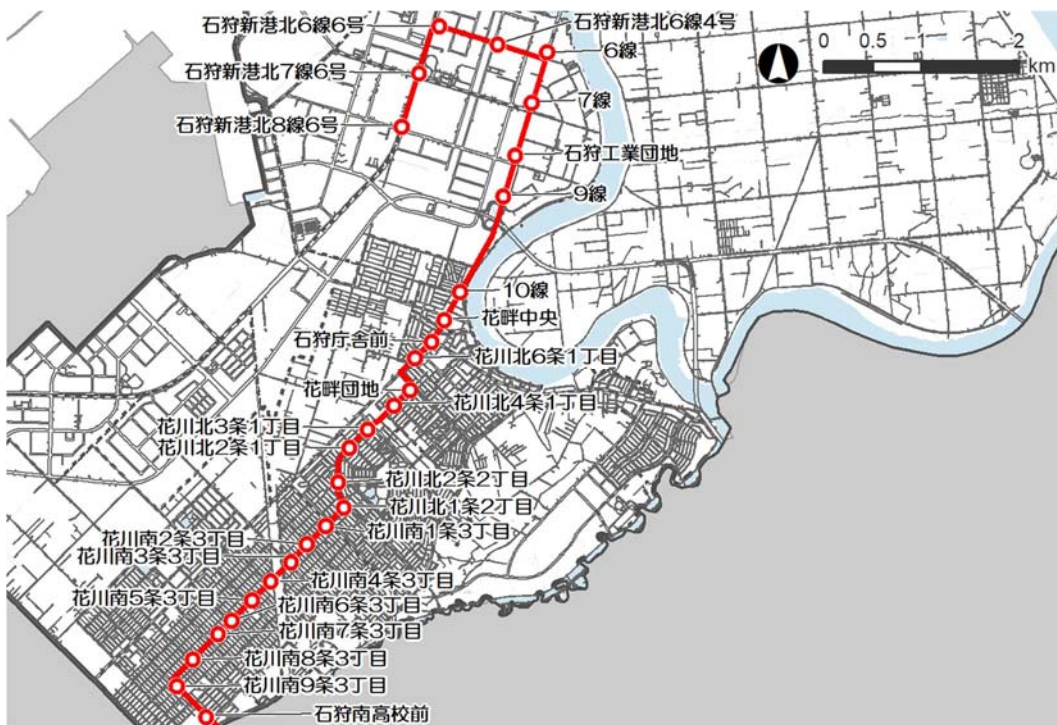 石狩新港北6線6号
石狩新港北6線4号
6線
0 0.5 1 2
km
石狩新港北7線6号
7線
石狩新港北8線6号
石狩工業団地
9線
10線
花畔中央
石狩庁舎前
花川北6条1丁目
花畔団地
花川北4条1丁目
花川北3条1丁目
花川北2条1丁目
花川北2条2丁目
花川北1条2丁目
花川南1条3丁目
花川南2条3丁目
花川南3条3丁目
花川南4条3丁目
花川南5条3丁目
花川南6条3丁目
花川南7条3丁目
花川南8条3丁目
花川南9条3丁目
石狩南高校前